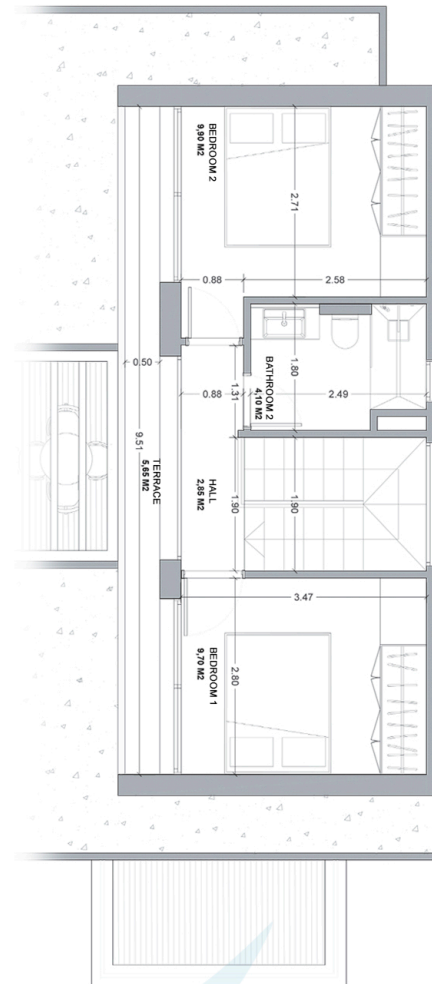 BEDROOM 2
9,90 M2
2.71
0.88
2.58
BATHROOM 2
4,10 M2
1.80
2.49
0.50
0.88
1.31
9.51
TERRACE
5,65 M2
HALL
2,85 M2
1.90
1.90
3.47
BEDROOM 1
9,70 M2
2.80